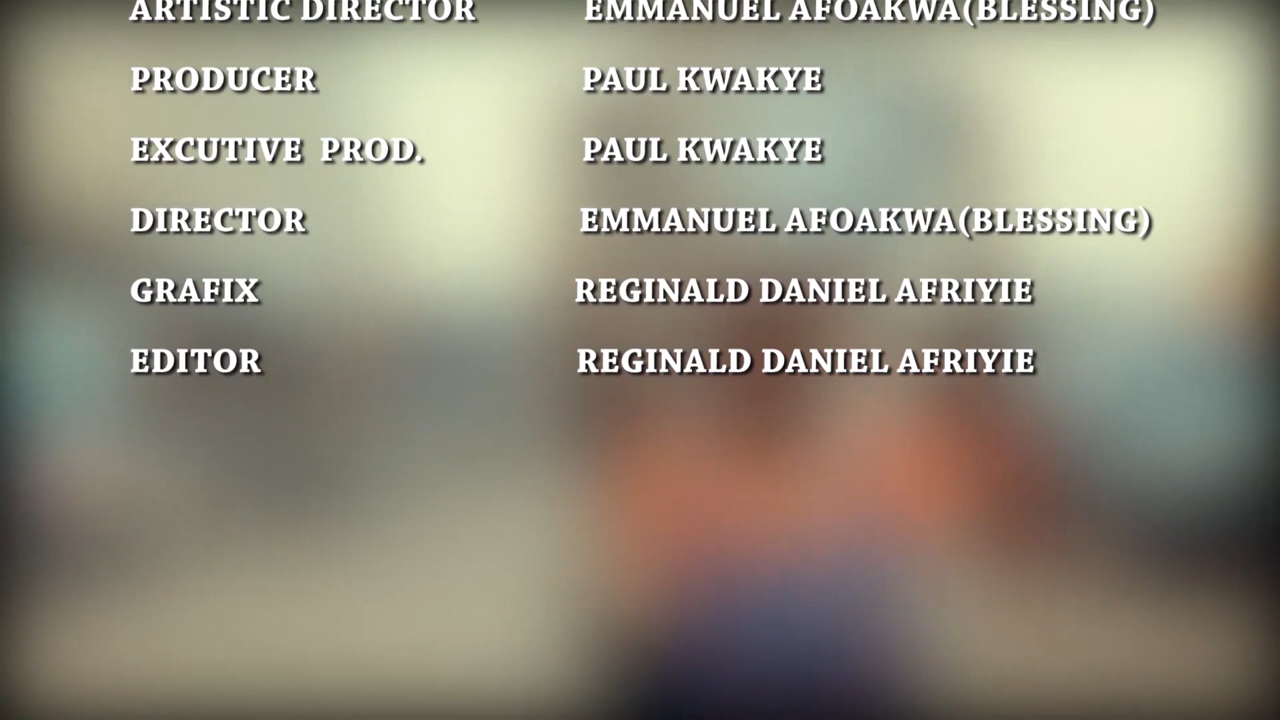 ARTISTIC DIRECTOR EMMANUEL AFOAKWA(BLESSING)
PRODUCER PAUL KWAKYE
EXCUTIVE PROD. PAUL KWAKYE
DIRECTOR EMMANUEL AFOAKWA(BLESSING)
GRAFIX REGINALD DANIEL AFRIYIE
EDITOR REGINALD DANIEL AFRIYIE